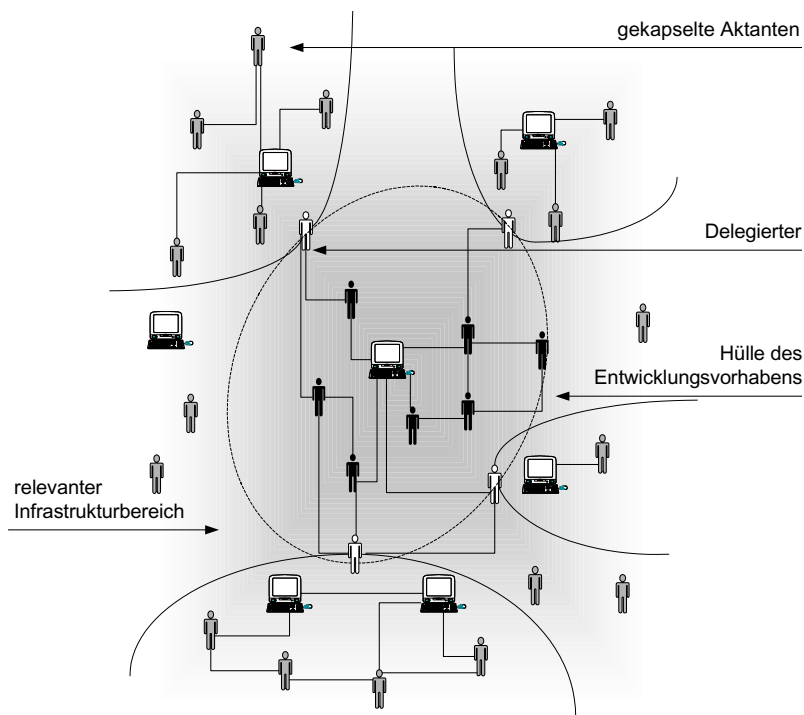 gekapselte Aktanten
Delegierter
Hülle des
Entwicklungsvorhabens
relevanter
Infrastrukturbereich